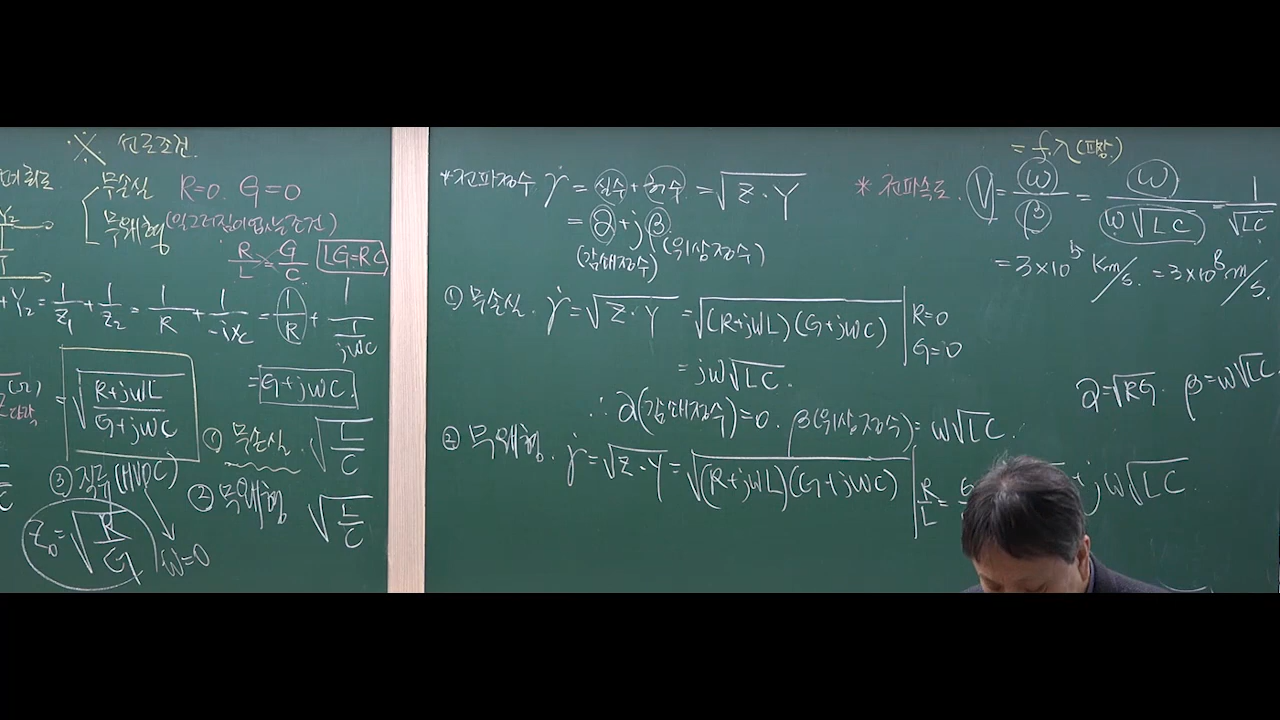 ※ 선로조건
무손실 R=0. G=0
Y₂
무왜형 (일그러짐이 없는 조건)
R/L = G/C LG=RC
+Y₂ = 1/Z₁ + 1/Z₂ = 1/R + 1/-jXc = 1/R + 1/(1/jωC)
= G+jωC
(Ω) = √((R+jωL)/(G+jωC))
① 무손실. √(L/C)
② 무왜형 √(L/C)
③ 직류 (HVDC)
Z₀ = √(R/G) ω=0
*전파정수 γ̇ = 실수 + 허수 = √(Z·Y)
= α + jβ
(감쇠정수) (위상정수)
① 무손실. γ̇ = √(Z·Y) = √((R+jωL)(G+jωC)) | R=0 G=0
= jω√LC.
∴ α(감쇠정수)=0. β(위상정수)= ω√LC.
② 무왜형. γ̇ = √(Z·Y) = √((R+jωL)(G+jωC)) | R/L =
+jω√LC
= f·λ(파장)
* 전파속도. V = ω/β = ω/(ω√LC) = 1/√LC
= 3×10⁵ Km/s. = 3×10⁸ m/s.
α=√RG. β=ω√LC.